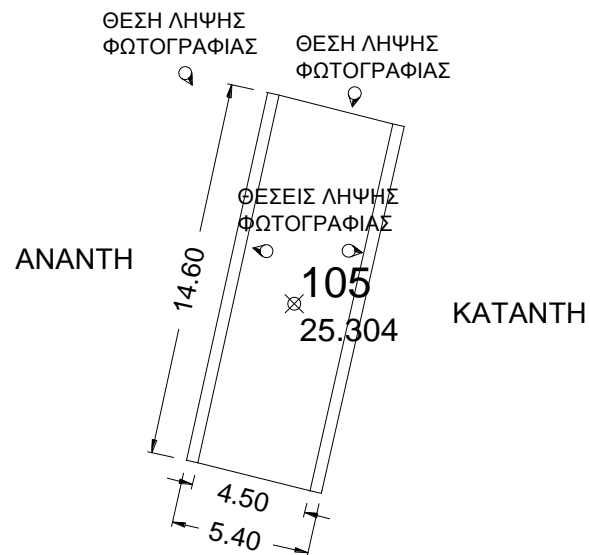 ΘΕΣΗ ΛΗΨΗΣ
ΦΩΤΟΓΡΑΦΙΑΣ
ΘΕΣΗ ΛΗΨΗΣ
ΦΩΤΟΓΡΑΦΙΑΣ
ΘΕΣΕΙΣ ΛΗΨΗΣ
ΦΩΤΟΓΡΑΦΙΑΣ
ΑΝΑΝΤΗ
14.60
105
25.304
ΚΑΤΑΝΤΗ
4.50
5.40